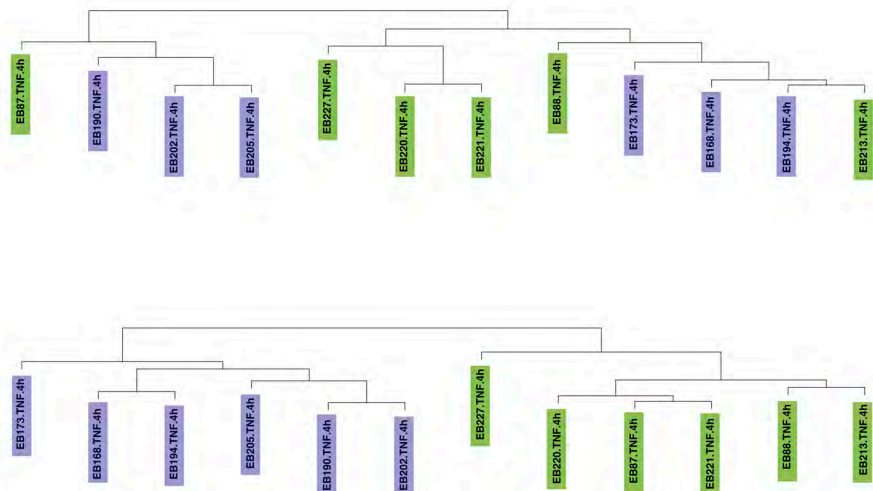 EB87.TNF.4h
EB190.TNF.4h
EB202.TNF.4h
EB205.TNF.4h
EB227.TNF.4h
EB220.TNF.4h
EB221.TNF.4h
EB88.TNF.4h
EB173.TNF.4h
EB168.TNF.4h
EB194.TNF.4h
EB213.TNF.4h
EB173.TNF.4h
EB168.TNF.4h
EB194.TNF.4h
EB205.TNF.4h
EB190.TNF.4h
EB202.TNF.4h
EB227.TNF.4h
EB220.TNF.4h
EB87.TNF.4h
EB221.TNF.4h
EB88.TNF.4h
EB213.TNF.4h